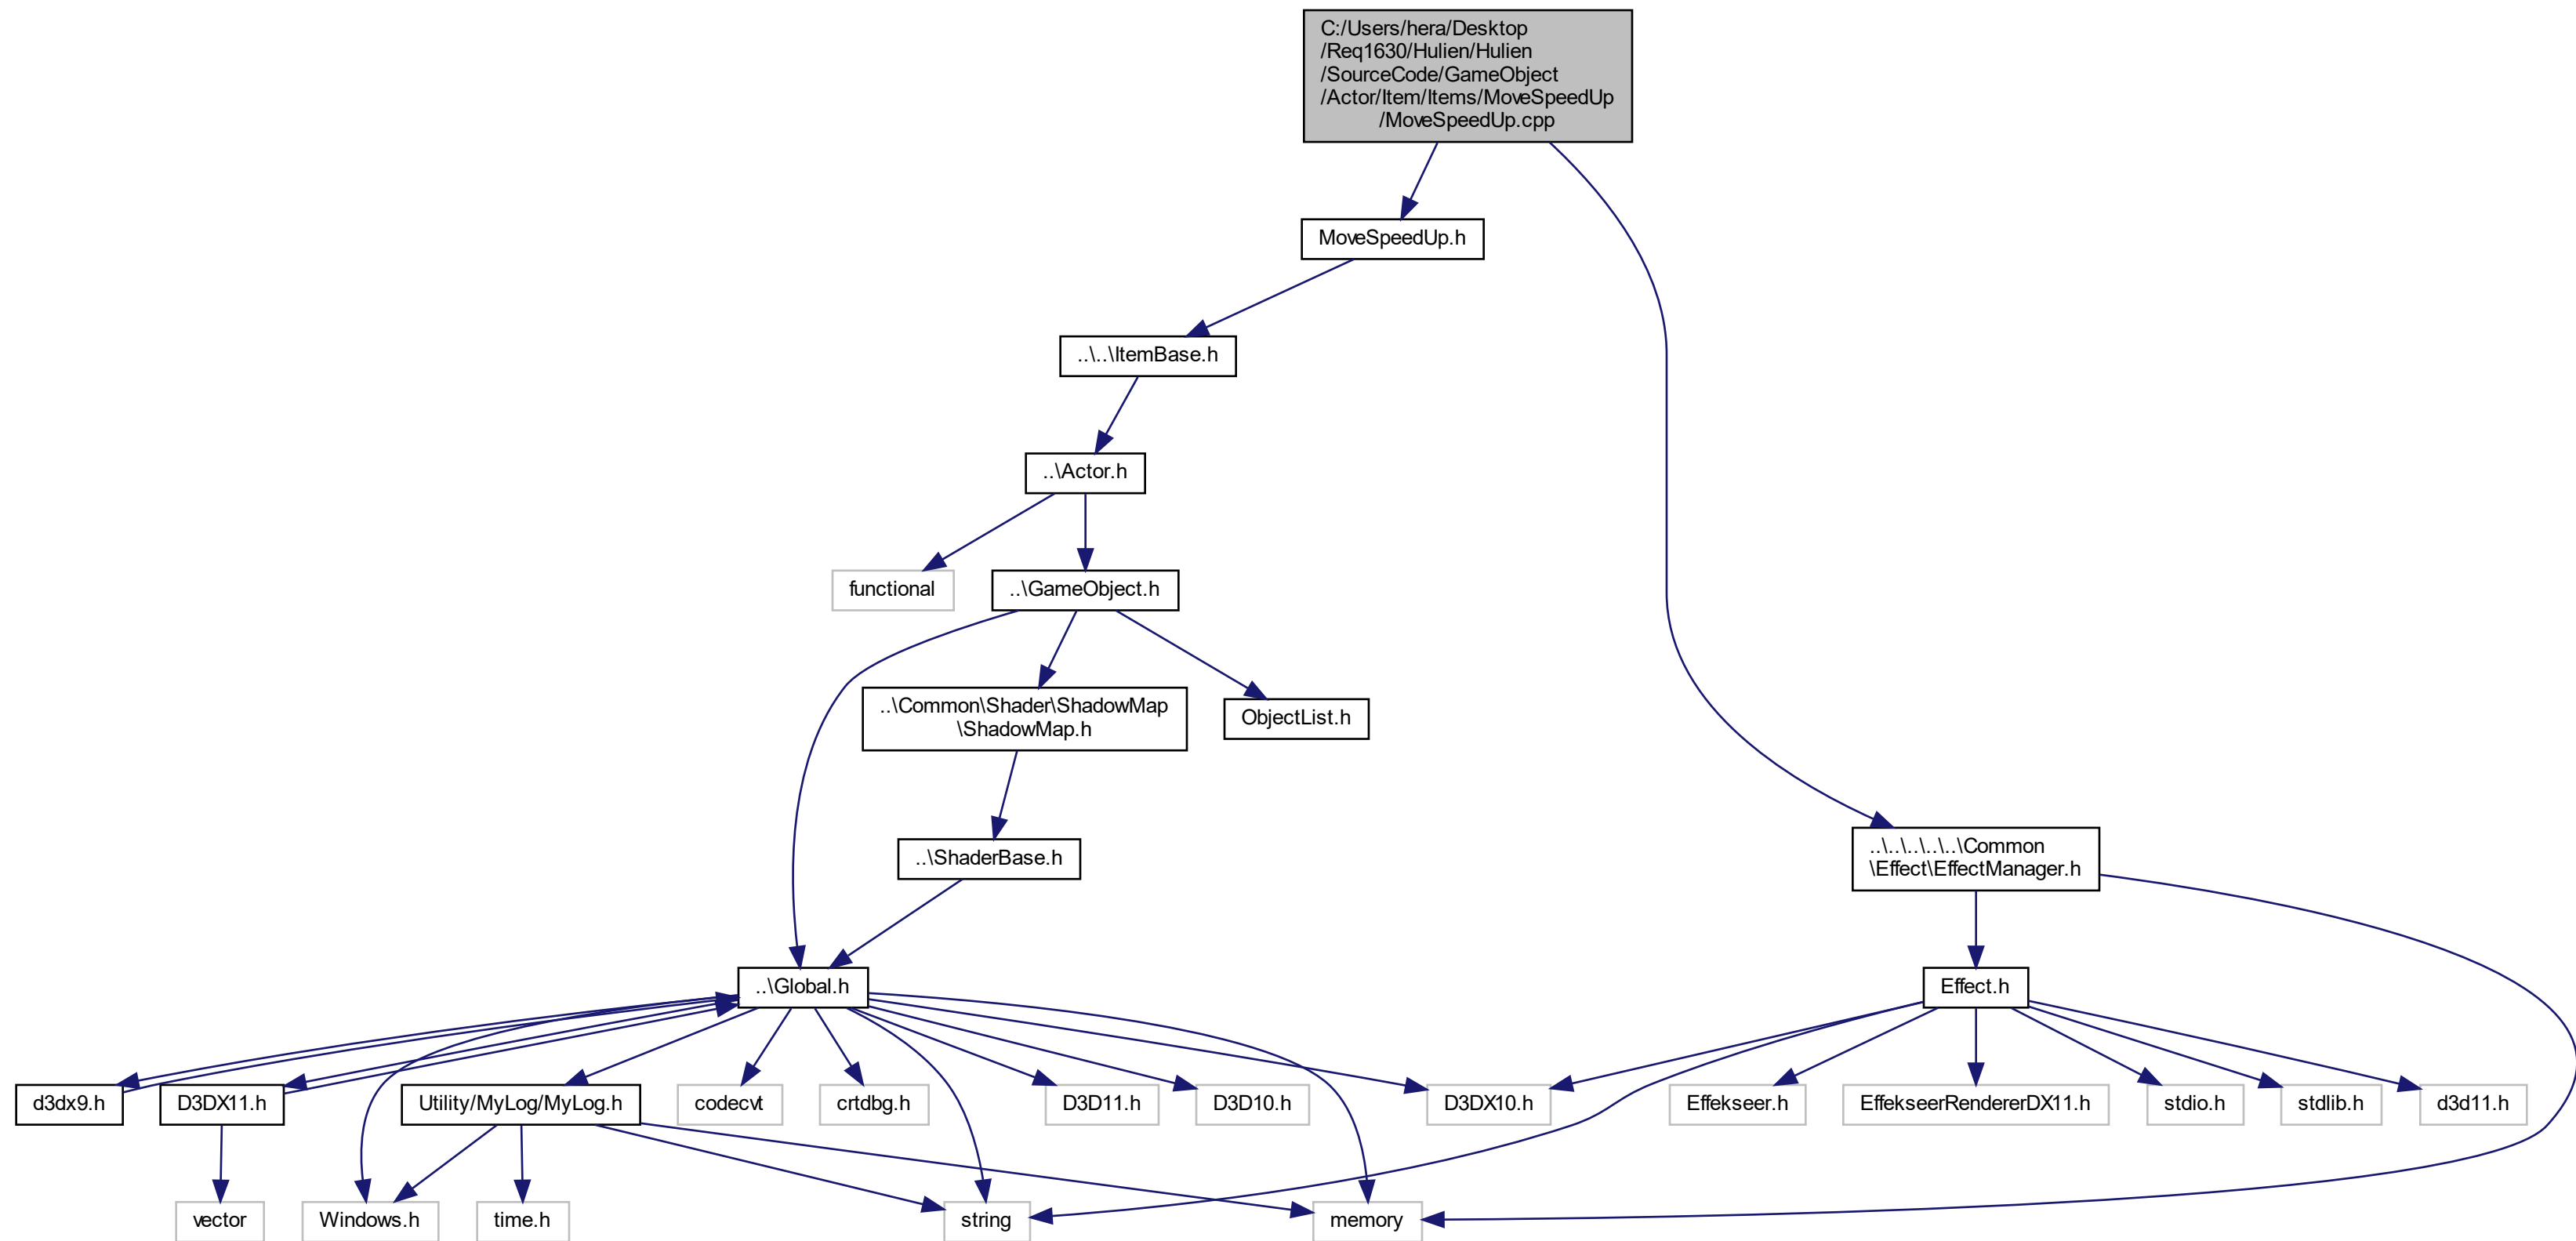 C:/Users/hera/Desktop
/Req1630/Hulien/Hulien
/SourceCode/GameObject
/Actor/Item/Items/MoveSpeedUp
/MoveSpeedUp.cpp
MoveSpeedUp.h
..\..\ItemBase.h
..\Actor.h
functional
..\GameObject.h
..\Common\Shader\ShadowMap
\ShadowMap.h
ObjectList.h
..\ShaderBase.h
..\..\..\..\..\Common
\Effect\EffectManager.h
..\Global.h
Effect.h
d3dx9.h
D3DX11.h
Utility/MyLog/MyLog.h
codecvt
crtdbg.h
D3D11.h
D3D10.h
D3DX10.h
Effekseer.h
EffekseerRendererDX11.h
stdio.h
stdlib.h
d3d11.h
vector
Windows.h
time.h
string
memory